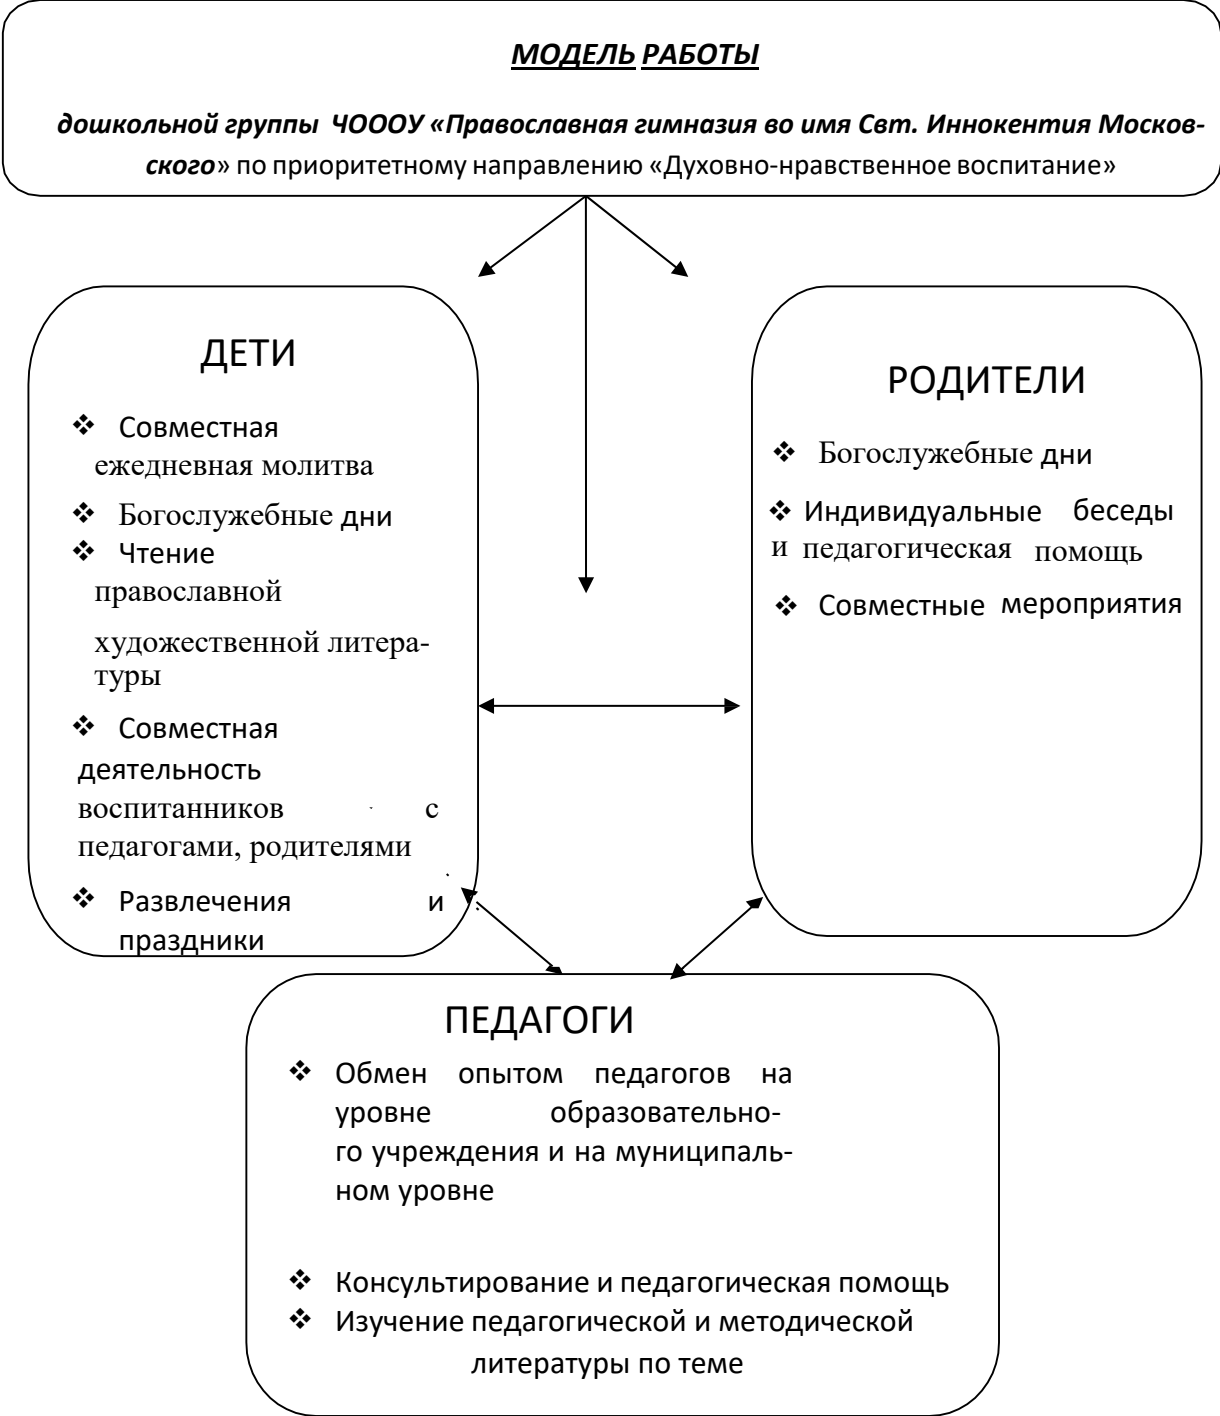 МОДЕЛЬ РАБОТЫ
дошкольной группы ЧОООУ «Православная гимназия во имя Свт. Иннокентия Москов-
ского» по приоритетному направлению «Духовно-нравственное воспитание»
ДЕТИ
❖ Совместная
ежедневная молитва
❖ Богослужебные дни
❖ Чтение
православной
художественной литера-
туры
❖ Совместная
деятельность
воспитанников с
педагогами, родителями
❖ Развлечения и
праздники
РОДИТЕЛИ
❖ Богослужебные дни
❖ Индивидуальные беседы
и педагогическая помощь
❖ Совместные мероприятия
ПЕДАГОГИ
❖ Обмен опытом педагогов на
уровне образовательно-
го учреждения и на муниципаль-
ном уровне
❖ Консультирование и педагогическая помощь
❖ Изучение педагогической и методической
литературы по теме